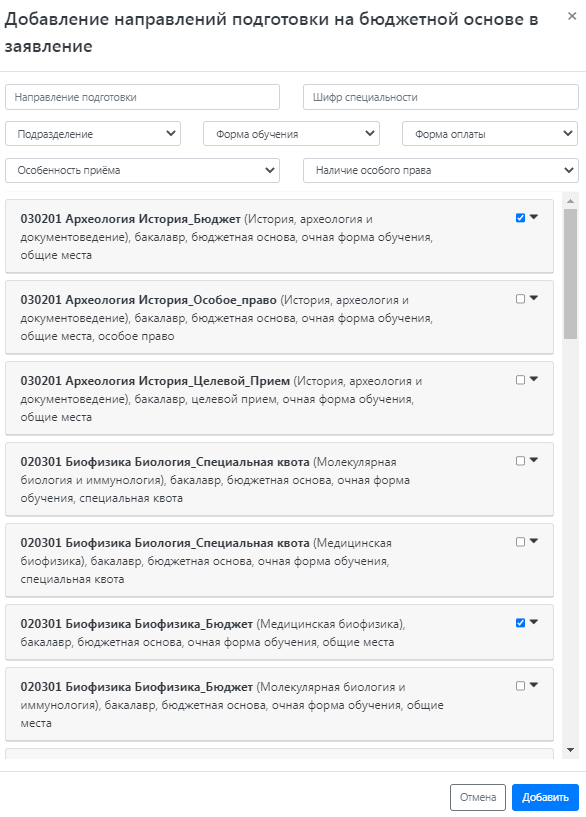 Добавление направлений подготовки на бюджетной основе в
заявление
×
Направление подготовки
Шифр специальности
Подразделение
Форма обучения
Форма оплаты
Особенность приёма
Наличие особого права
030201 Археология История_Бюджет (История, археология и
документоведение), бакалавр, бюджетная основа, очная форма обучения,
общие места
030201 Археология История_Особое_право (История, археология и
документоведение), бакалавр, бюджетная основа, очная форма обучения,
общие места, особое право
030201 Археология История_Целевой_Прием (История, археология и
документоведение), бакалавр, целевой прием, очная форма обучения,
общие места
020301 Биофизика Биология_Специальная квота (Молекулярная
биология и иммунология), бакалавр, бюджетная основа, очная форма
обучения, специальная квота
020301 Биофизика Биология_Специальная квота (Медицинская
биофизика), бакалавр, бюджетная основа, очная форма обучения,
специальная квота
020301 Биофизика Биофизика_Бюджет (Медицинская биофизика),
бакалавр, бюджетная основа, очная форма обучения, общие места
020301 Биофизика Биофизика_Бюджет (Молекулярная биология и
иммунология), бакалавр, бюджетная основа, очная форма обучения, общие
места
Отмена
Добавить